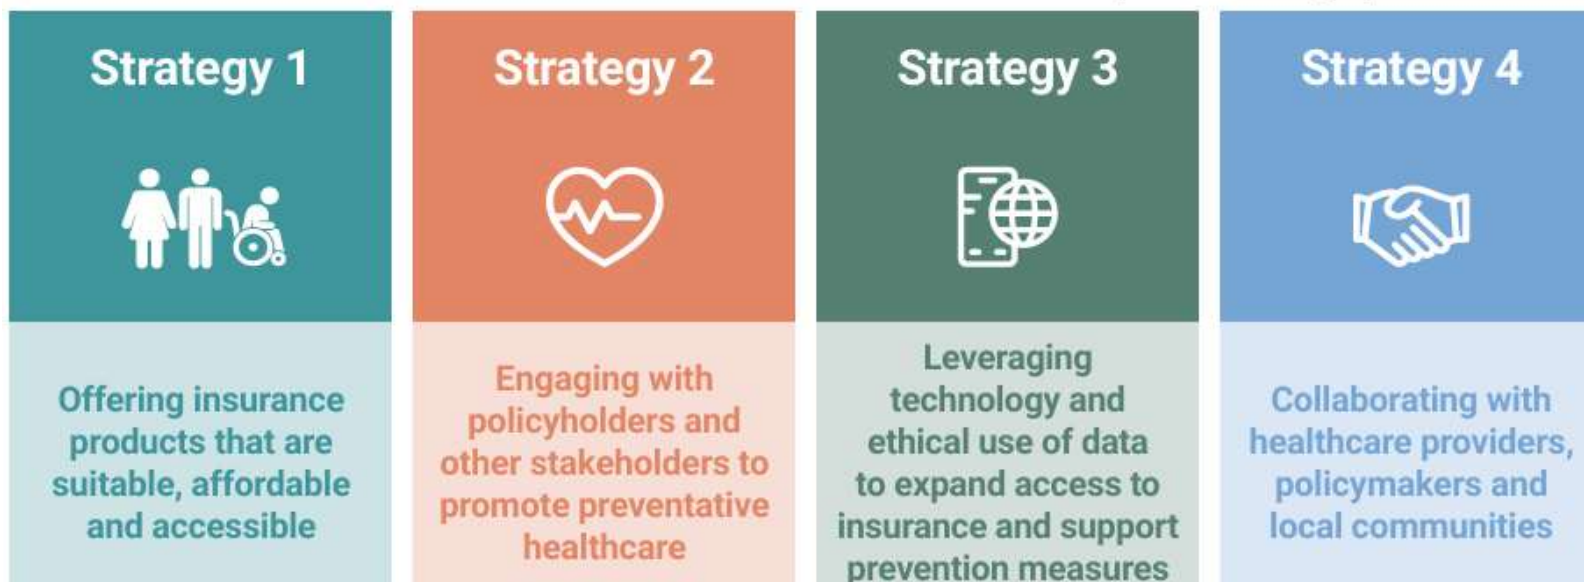 Strategy 1
Offering insurance
products that are
suitable, affordable
and accessible
Strategy 2
Engaging with
policyholders and
other stakeholders to
promote preventative
healthcare
Strategy 3
Leveraging
technology and
ethical use of data
to expand access to
insurance and support
prevention measures
Strategy 4
Collaborating with
healthcare providers,
policymakers and
local communities